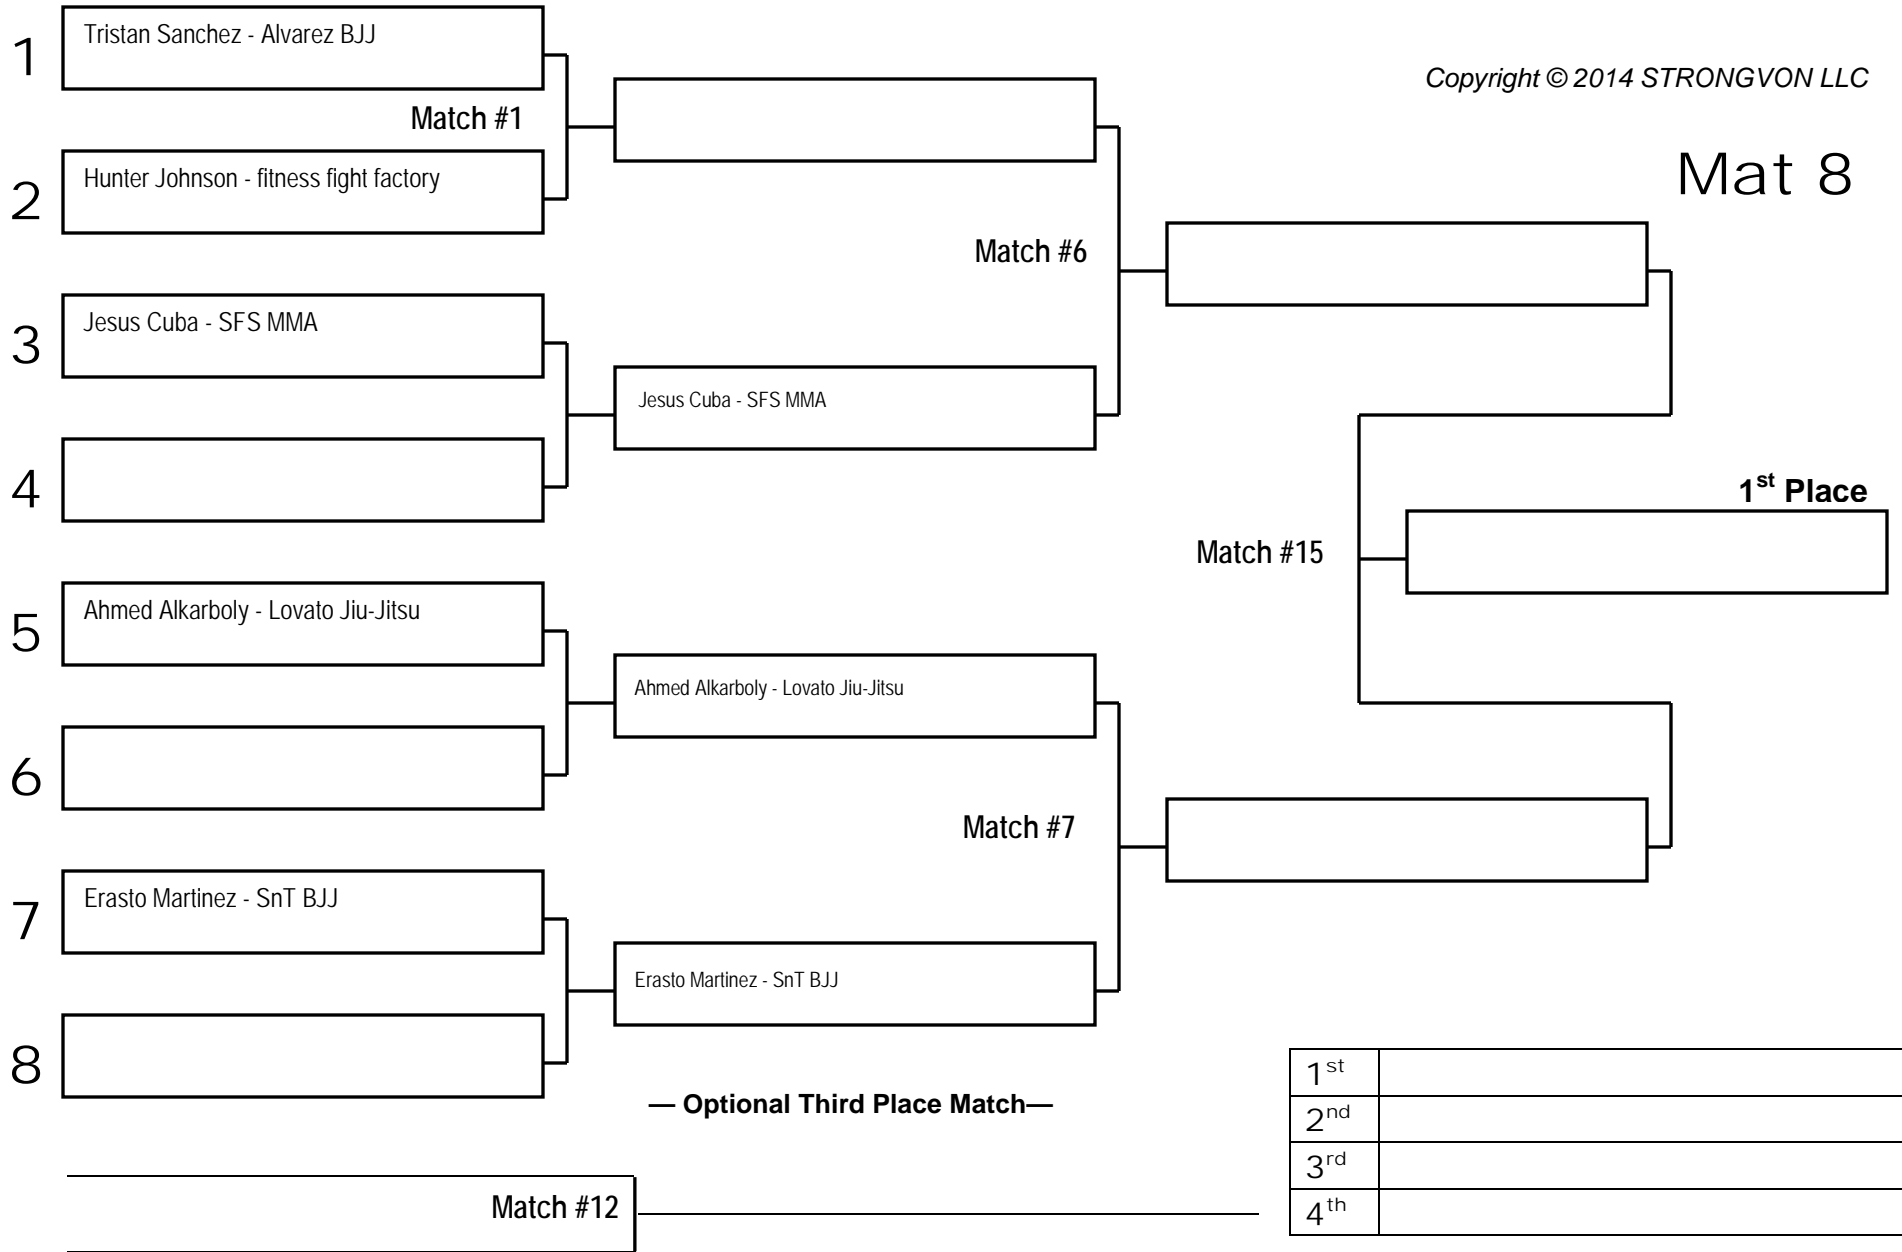 1
Tristan Sanchez - Alvarez BJJ
Match #1
2
Hunter Johnson - fitness fight factory
3
Jesus Cuba - SFS MMA
4
5
Ahmed Alkarboly - Lovato Jiu-Jitsu
6
7
Erasto Martinez - SnT BJJ
8
Match #6
Jesus Cuba - SFS MMA
Ahmed Alkarboly - Lovato Jiu-Jitsu
Match #7
Erasto Martinez - SnT BJJ
Copyright © 2014 STRONGVON LLC
Mat 8
1st Place
Match #15
— Optional Third Place Match—
Match #12
1st
2nd
3rd
4th